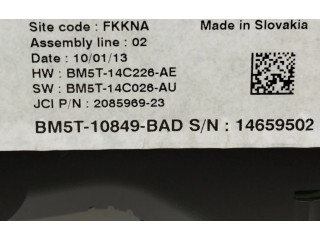 Site code : FKKNA Made in Slovakia
Assembly line : 02
Date : 10/01/13
HW : BM5T-14C226-AE
SW : BM5T-14C026-AU
JCI P/N : 2085969-23
BM5T-10849-BAD S/N : 14659502